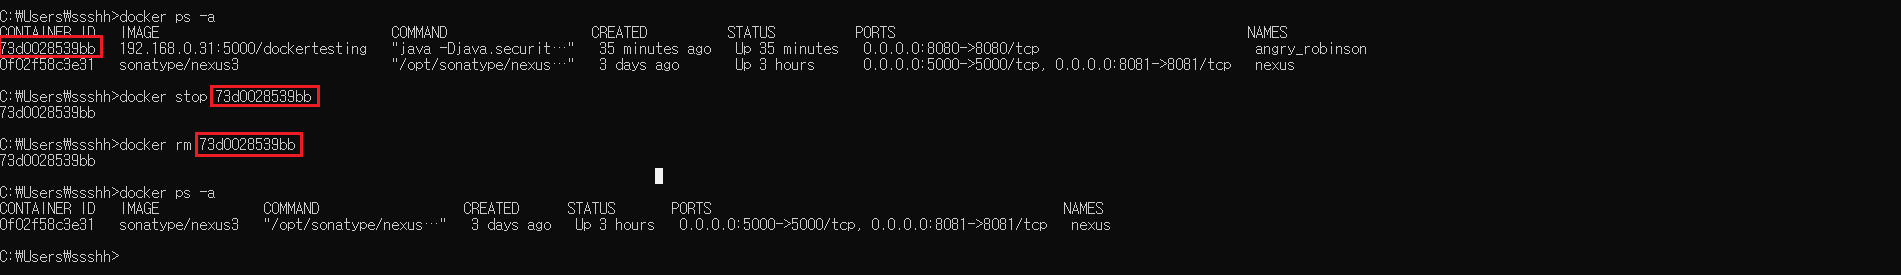 C:₩Users₩ssshh>docker ps -a
CONTAINER ID IMAGE COMMAND CREATED STATUS PORTS NAMES
73d0028539bb 192.168.0.31:5000/dockertesting "java -Djava.securit…" 35 minutes ago Up 35 minutes 0.0.0.0:8080->8080/tcp angry_robinson
0f02f58c3e31 sonatype/nexus3 "/opt/sonatype/nexus…" 3 days ago Up 3 hours 0.0.0.0:5000->5000/tcp, 0.0.0.0:8081->8081/tcp nexus
C:₩Users₩ssshh>docker stop 73d0028539bb
73d0028539bb
C:₩Users₩ssshh>docker rm 73d0028539bb
73d0028539bb
C:₩Users₩ssshh>docker ps -a
CONTAINER ID IMAGE COMMAND CREATED STATUS PORTS NAMES
0f02f58c3e31 sonatype/nexus3 "/opt/sonatype/nexus…" 3 days ago Up 3 hours 0.0.0.0:5000->5000/tcp, 0.0.0.0:8081->8081/tcp nexus
C:₩Users₩ssshh>